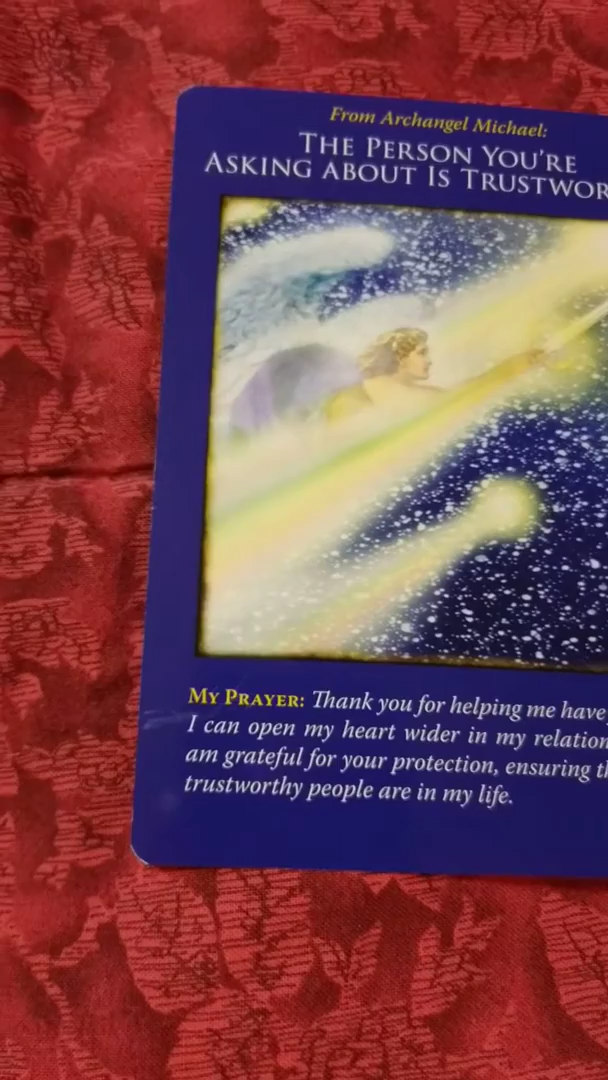 From Archangel Michael:
THE PERSON YOU'RE
ASKING ABOUT IS TRUSTWOR
MY PRAYER: Thank you for helping me have
I can open my heart wider in my relation
am grateful for your protection, ensuring th
trustworthy people are in my life.